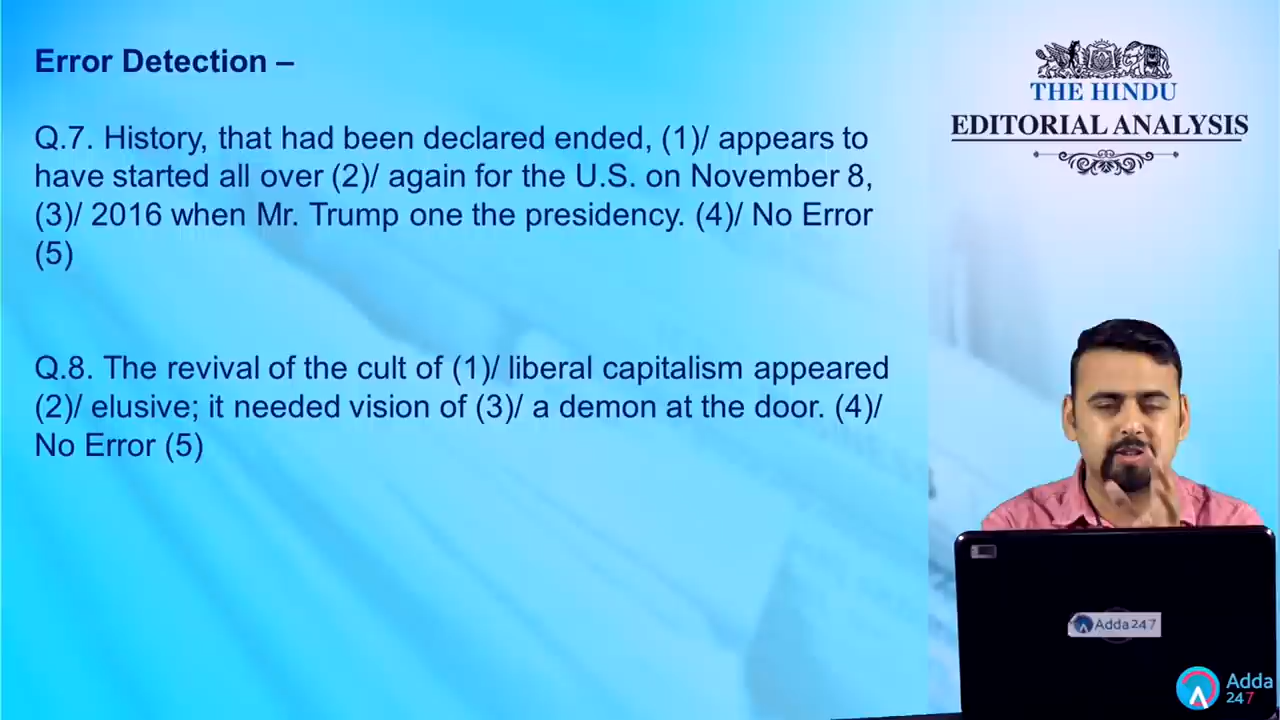 Error Detection –
Q.7. History, that had been declared ended, (1)/ appears to
have started all over (2)/ again for the U.S. on November 8,
(3)/ 2016 when Mr. Trump one the presidency. (4)/ No Error
(5)
Q.8. The revival of the cult of (1)/ liberal capitalism appeared
(2)/ elusive; it needed vision of (3)/ a demon at the door. (4)/
No Error (5)
THE HINDU
EDITORIAL ANALYSIS
Adda247
Adda
247